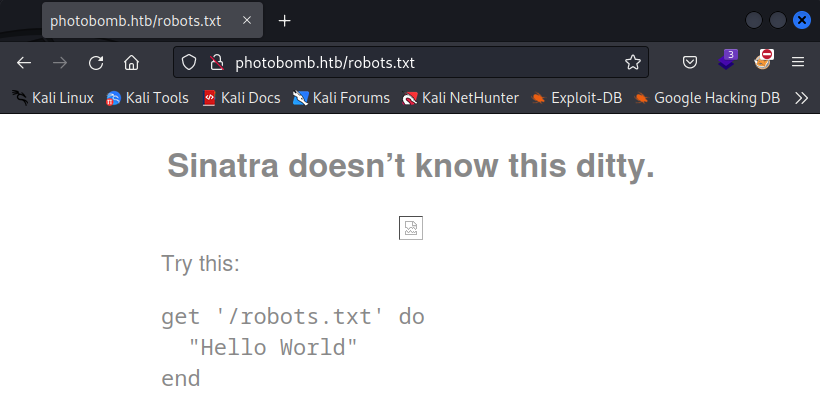 photobomb.htb/robots.txt
photobomb.htb/robots.txt
3
Kali Linux Kali Tools Kali Docs Kali Forums Kali NetHunter Exploit-DB Google Hacking DB
Sinatra doesn’t know this ditty.
Try this:
get '/robots.txt' do
  "Hello World"
end